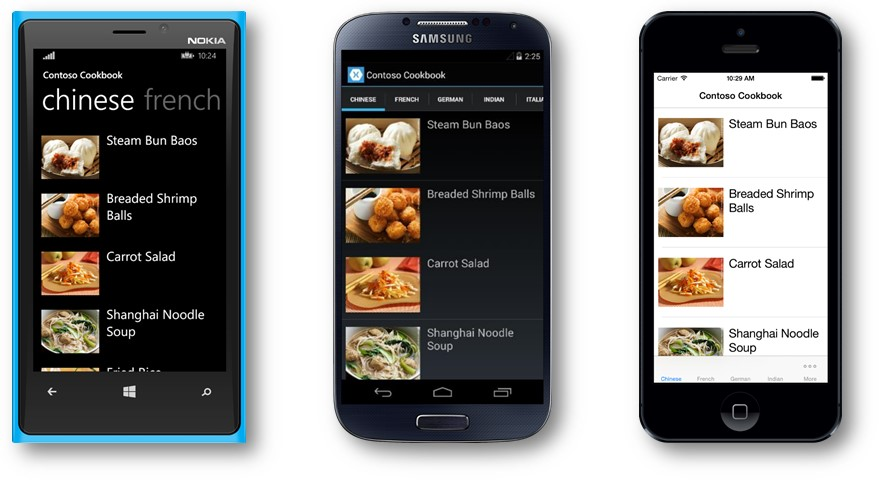 NOKIA
10:24
Contoso Cookbook
chinese french
Steam Bun Baos
Breaded Shrimp
Balls
Carrot Salad
Shanghai Noodle
Soup
Fried Rice
SAMSUNG
2:25
Contoso Cookbook
CHINESE FRENCH GERMAN INDIAN ITALIA
Steam Bun Baos
Breaded Shrimp Balls
Carrot Salad
Shanghai Noodle
Soup
Carrier 10:29 AM
Contoso Cookbook
Steam Bun Baos
Breaded Shrimp
Balls
Carrot Salad
Shanghai Noodle
Soup
Chinese French German Indian More